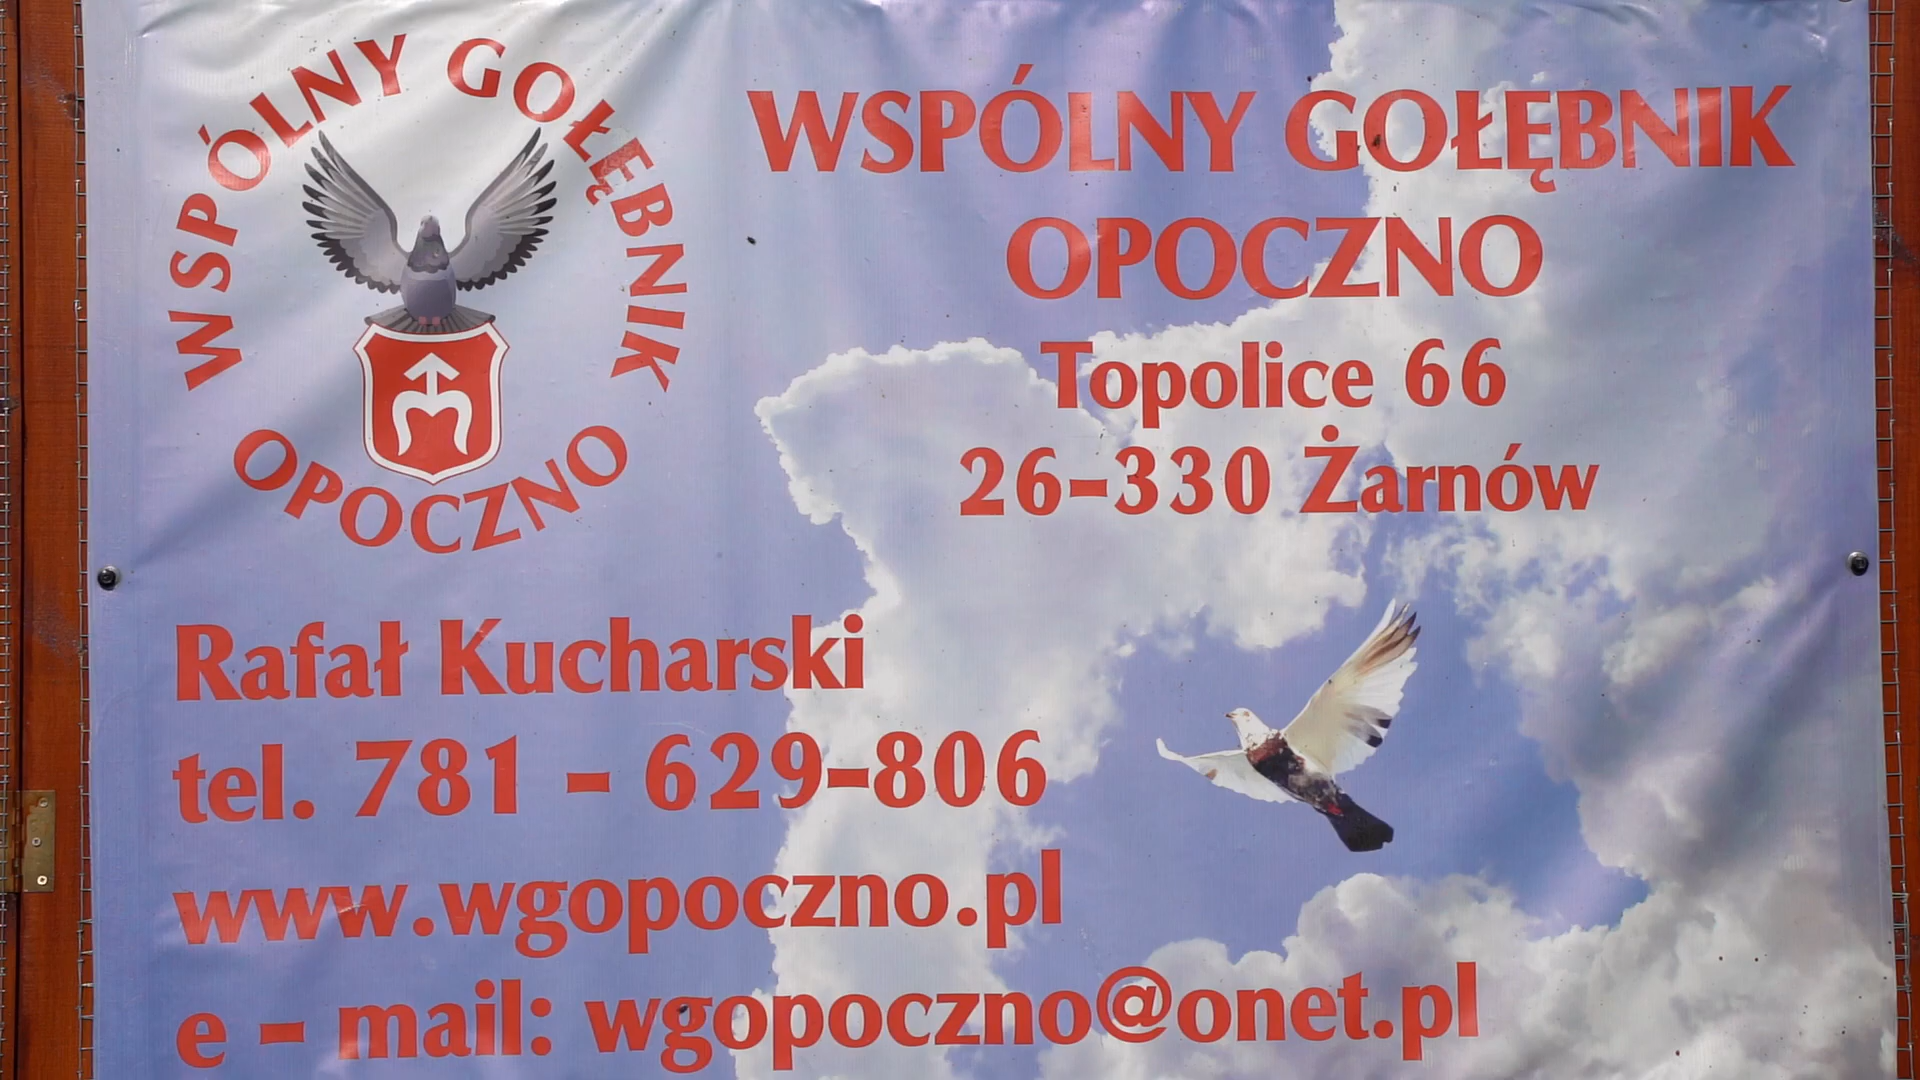 WSPÓLNY GOŁĘBNIK
OPOCZNO
WSPÓLNY GOŁĘBNIK
OPOCZNO
Topolice 66
26-330 Żarnów
Rafał Kucharski
tel. 781 - 629-806
www.wgopoczno.pl
e - mail: wgopoczno@onet.pl